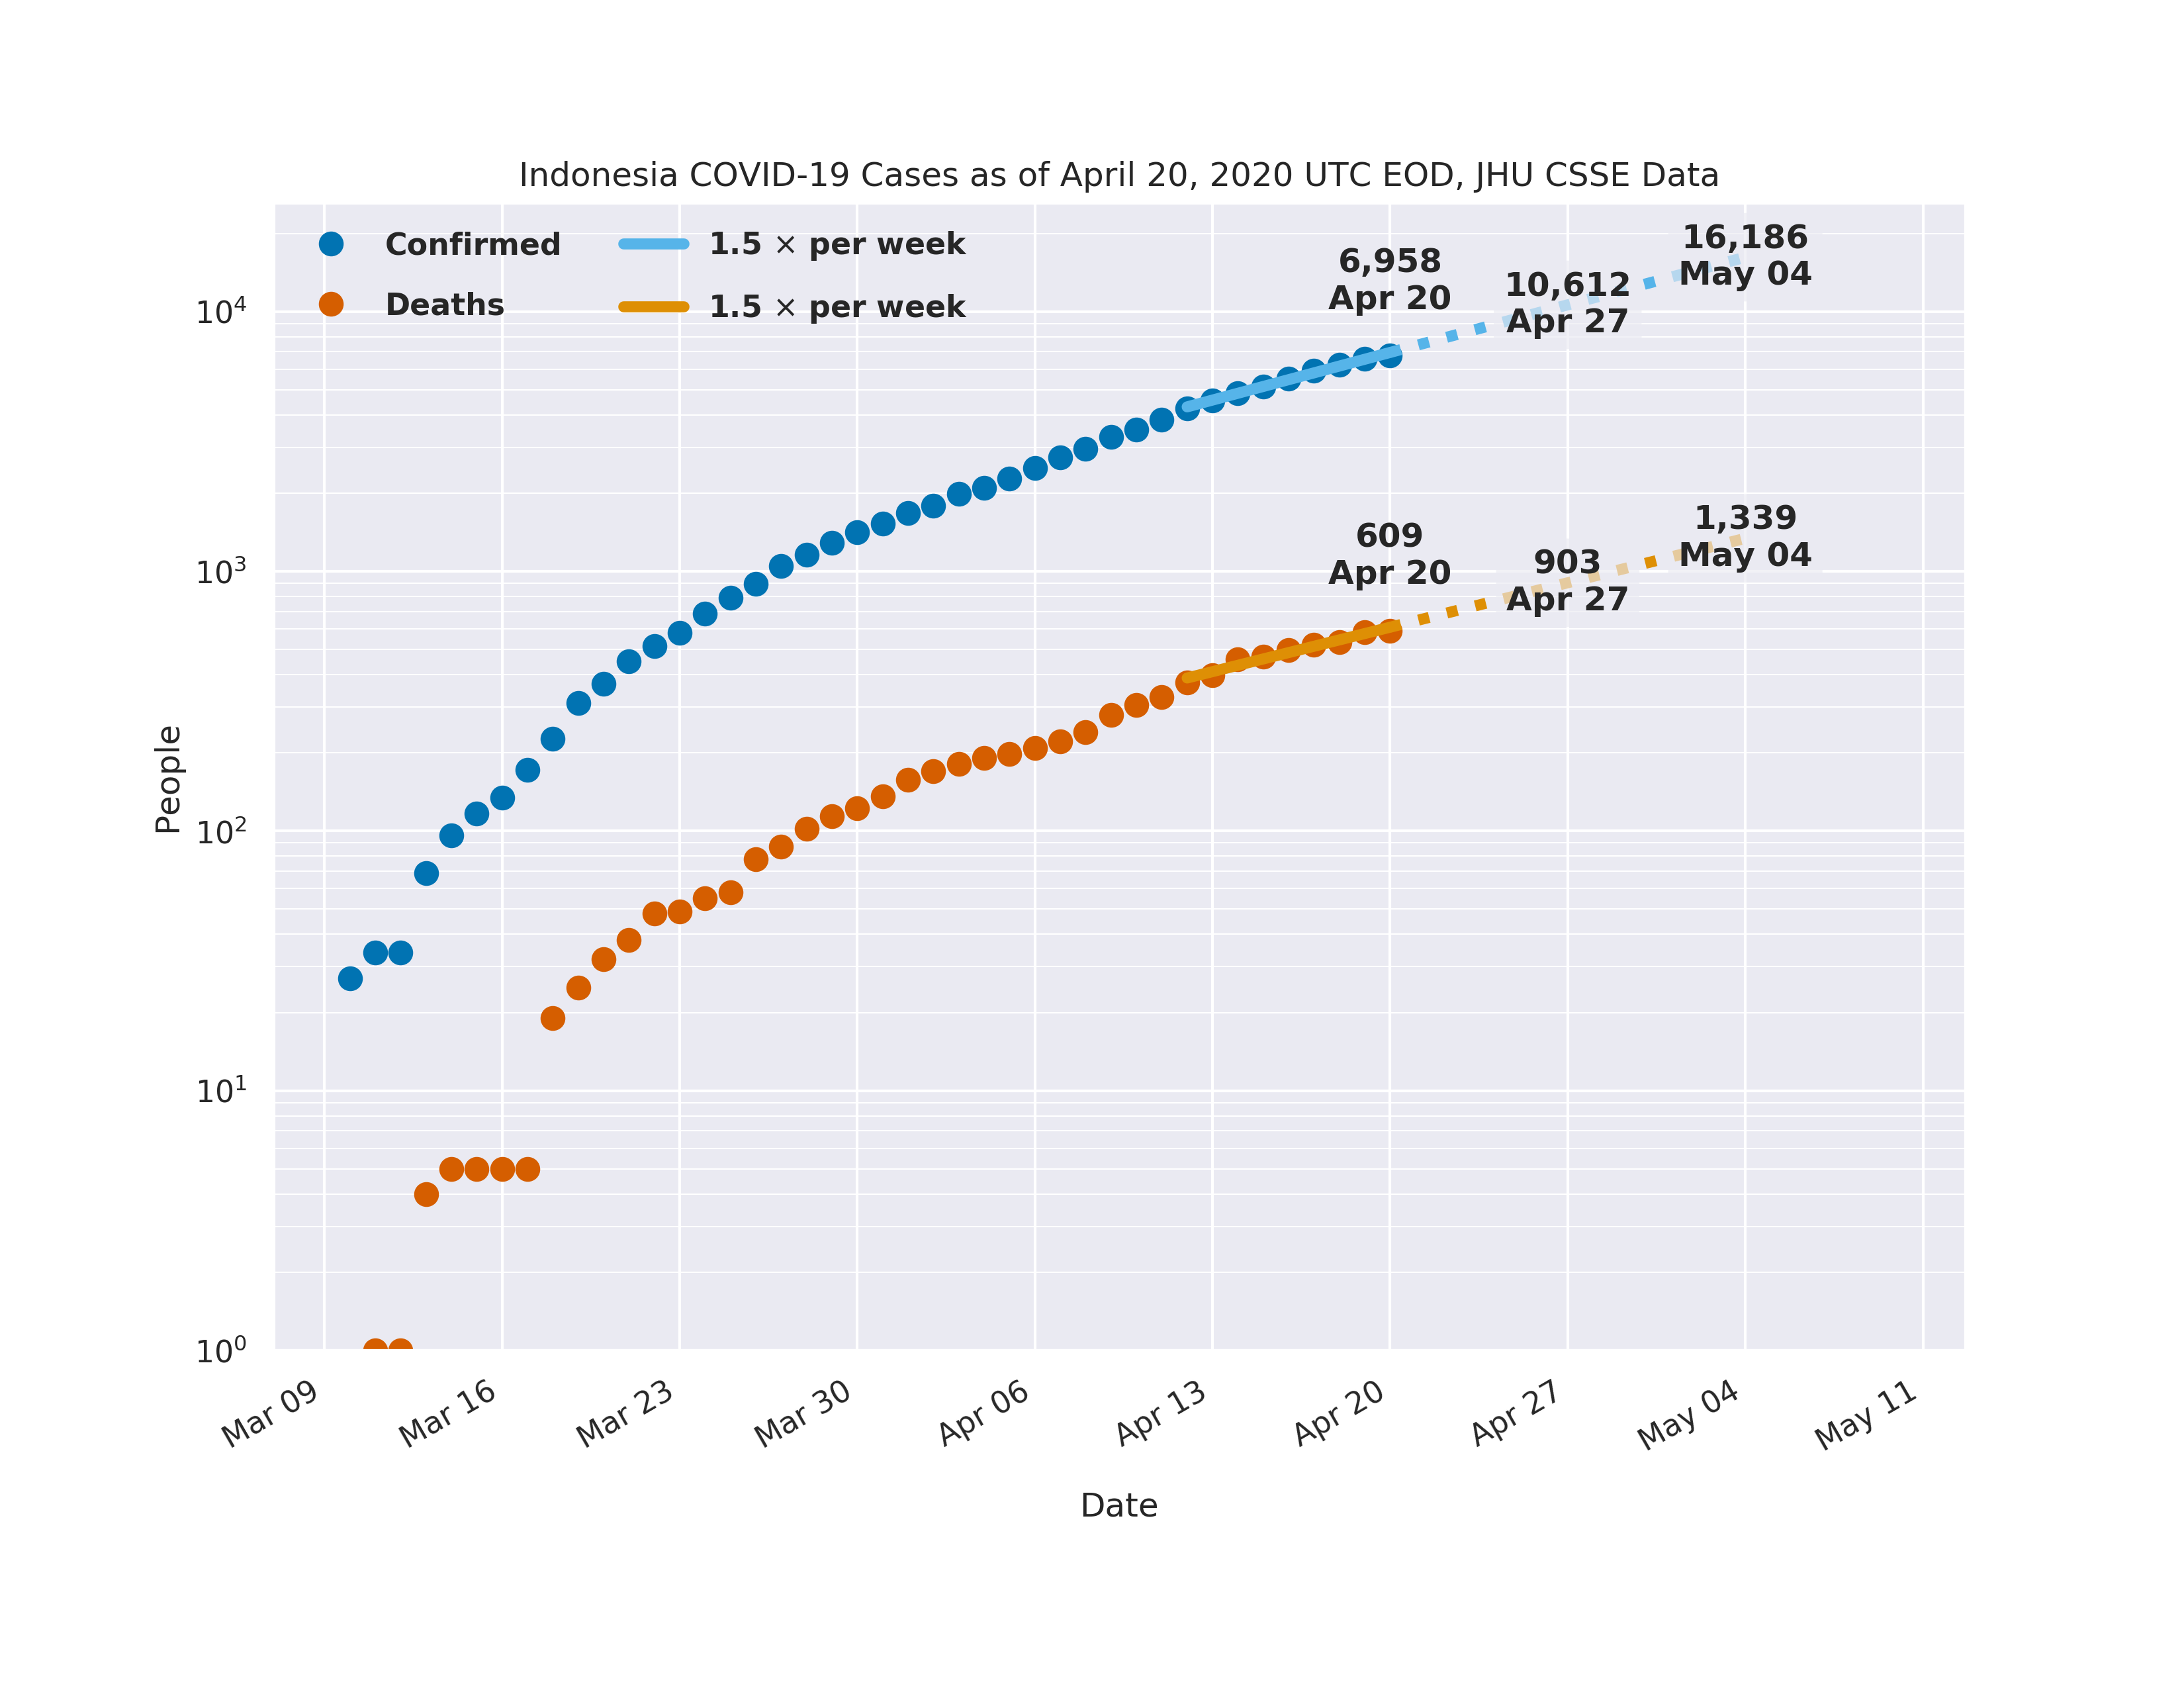 Indonesia COVID-19 Cases as of April 20, 2020 UTC EOD, JHU CSSE Data
Confirmed
Deaths
1.5 × per week
1.5 × per week
6,958
Apr 20
10,612
Apr 27
16,186
May 04
609
Apr 20
903
Apr 27
1,339
May 04
People
10⁴
10³
10²
10¹
10⁰
Mar 09
Mar 16
Mar 23
Mar 30
Apr 06
Apr 13
Apr 20
Apr 27
May 04
May 11
Date